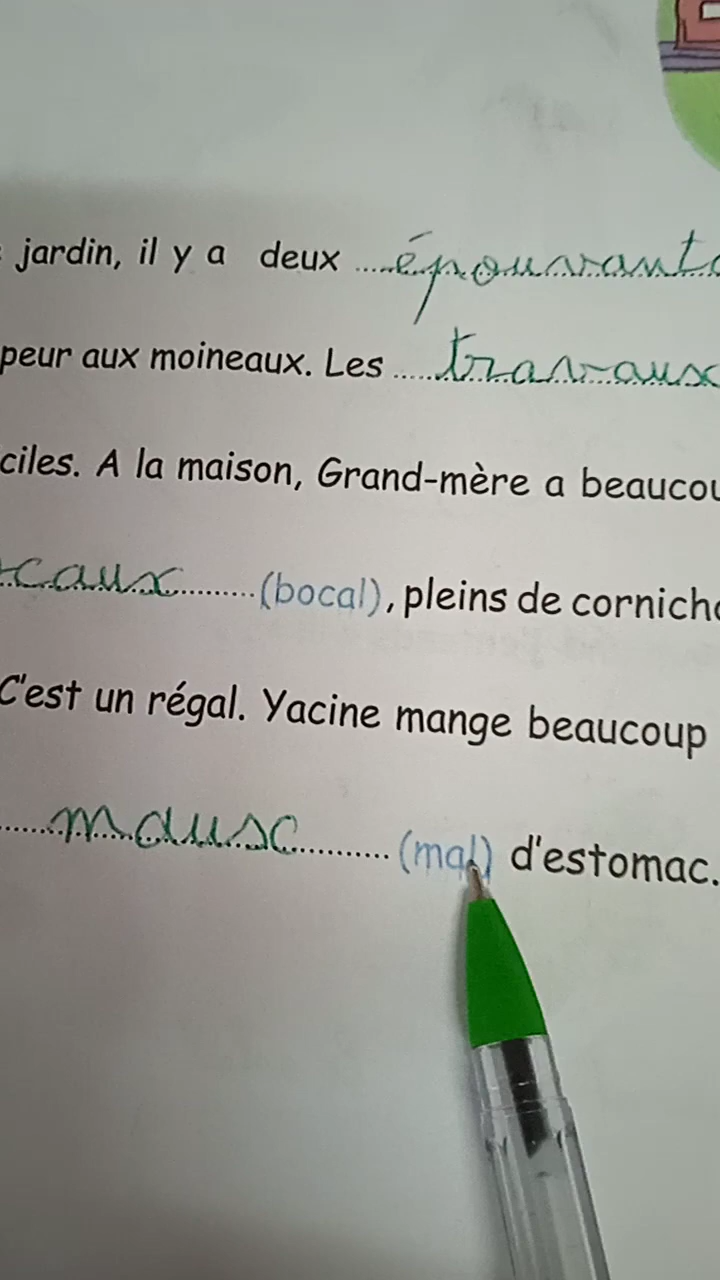 jardin, il y a deux ....épouvant
peur aux moineaux. Les .....travaux
ciles. A la maison, Grand-mère a beaucou
caux.........(bocal), pleins de cornich
C'est un régal. Yacine mange beaucoup
.....maux...........(mal) d'estomac.